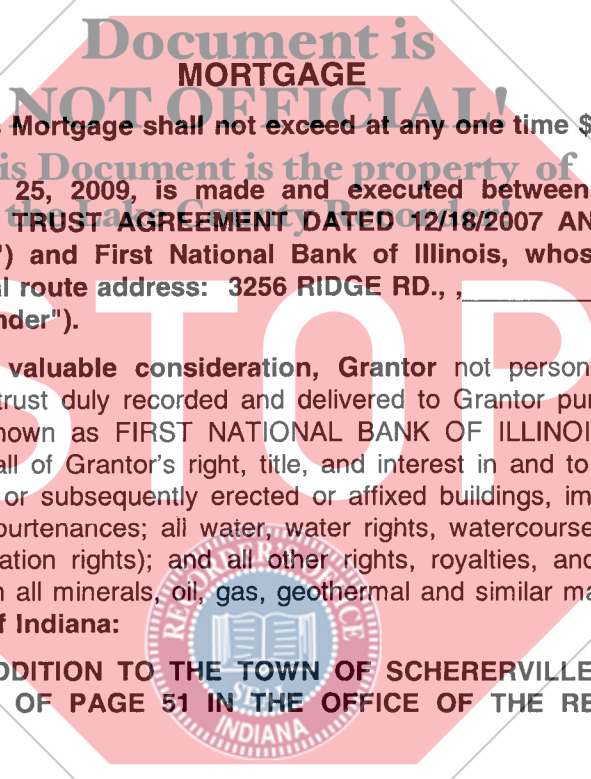 Document is
MORTGAGE
NOT OFFICIAL!
s Mortgage shall not exceed at any one time $
is Document is the property of
25, 2009, is made and executed between
the Lake County Recorder!
TRUST AGREEMENT DATED 12/18/2007 AN
") and First National Bank of Illinois, whos
l route address: 3256 RIDGE RD., ,
nder").
STOP
valuable consideration, Grantor not person
trust duly recorded and delivered to Grantor pur
nown as FIRST NATIONAL BANK OF ILLINOI
all of Grantor's right, title, and interest in and to
or subsequently erected or affixed buildings, im
ourtenances; all water, water rights, watercourse
ation rights); and all other rights, royalties, and
n all minerals, oil, gas, geothermal and similar ma
f Indiana:
RECORDER'S OFFICE
SEAL
INDIANA
DDITION TO THE TOWN OF SCHERERVILLE
OF PAGE 51 IN THE OFFICE OF THE RE